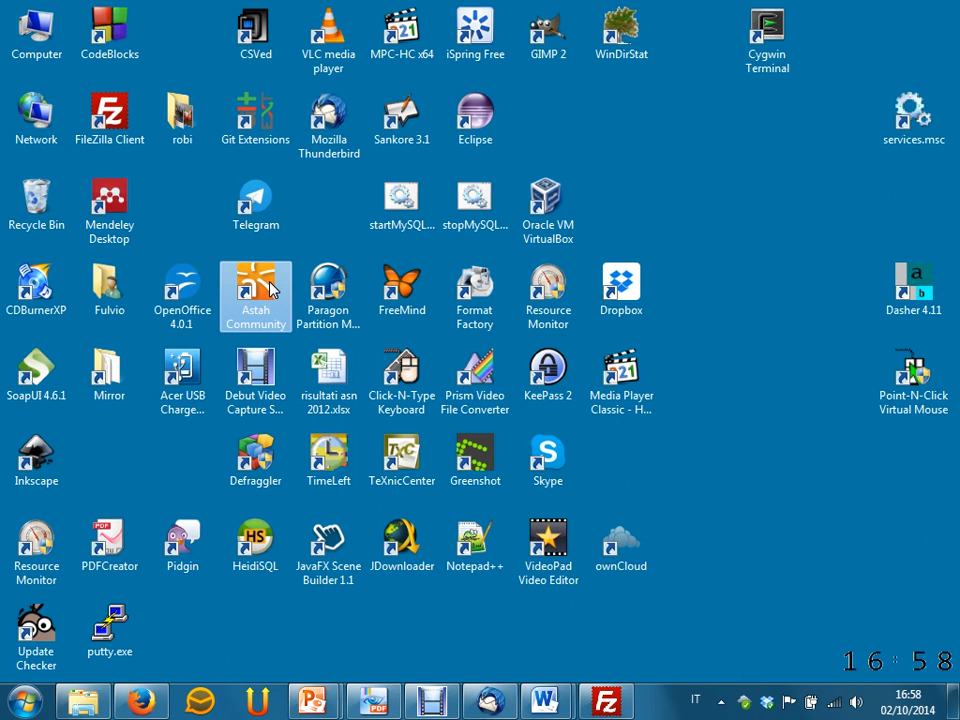 Computer
CodeBlocks
CSVed
VLC media
player
MPC-HC x64
iSpring Free
GIMP 2
WinDirStat
Cygwin
Terminal
Network
FileZilla Client
robi
Git Extensions
Mozilla
Thunderbird
Sankore 3.1
Eclipse
services.msc
Recycle Bin
Mendeley
Desktop
Telegram
startMySQL...
stopMySQL...
Oracle VM
VirtualBox
CDBurnerXP
Fulvio
OpenOffice
4.0.1
Astah
Community
Paragon
Partition M...
FreeMind
Format
Factory
Resource
Monitor
Dropbox
a
b
Dasher 4.11
SoapUI 4.6.1
Mirror
Acer USB
Charge...
Debut Video
Capture S...
risultati asn
2012.xlsx
Click-N-Type
Keyboard
Prism Video
File Converter
KeePass 2
21
Media Player
Classic - H...
Point-N-Click
Virtual Mouse
Inkscape
Defraggler
TimeLeft
TXC
TeXnicCenter
Greenshot
Skype
Resource
Monitor
PDF
PDFCreator
Pidgin
HS
HeidiSQL
JavaFX Scene
Builder 1.1
JDownloader
Notepad++
VideoPad
Video Editor
ownCloud
Update
Checker
putty.exe
16:58
IT
16:58
02/10/2014